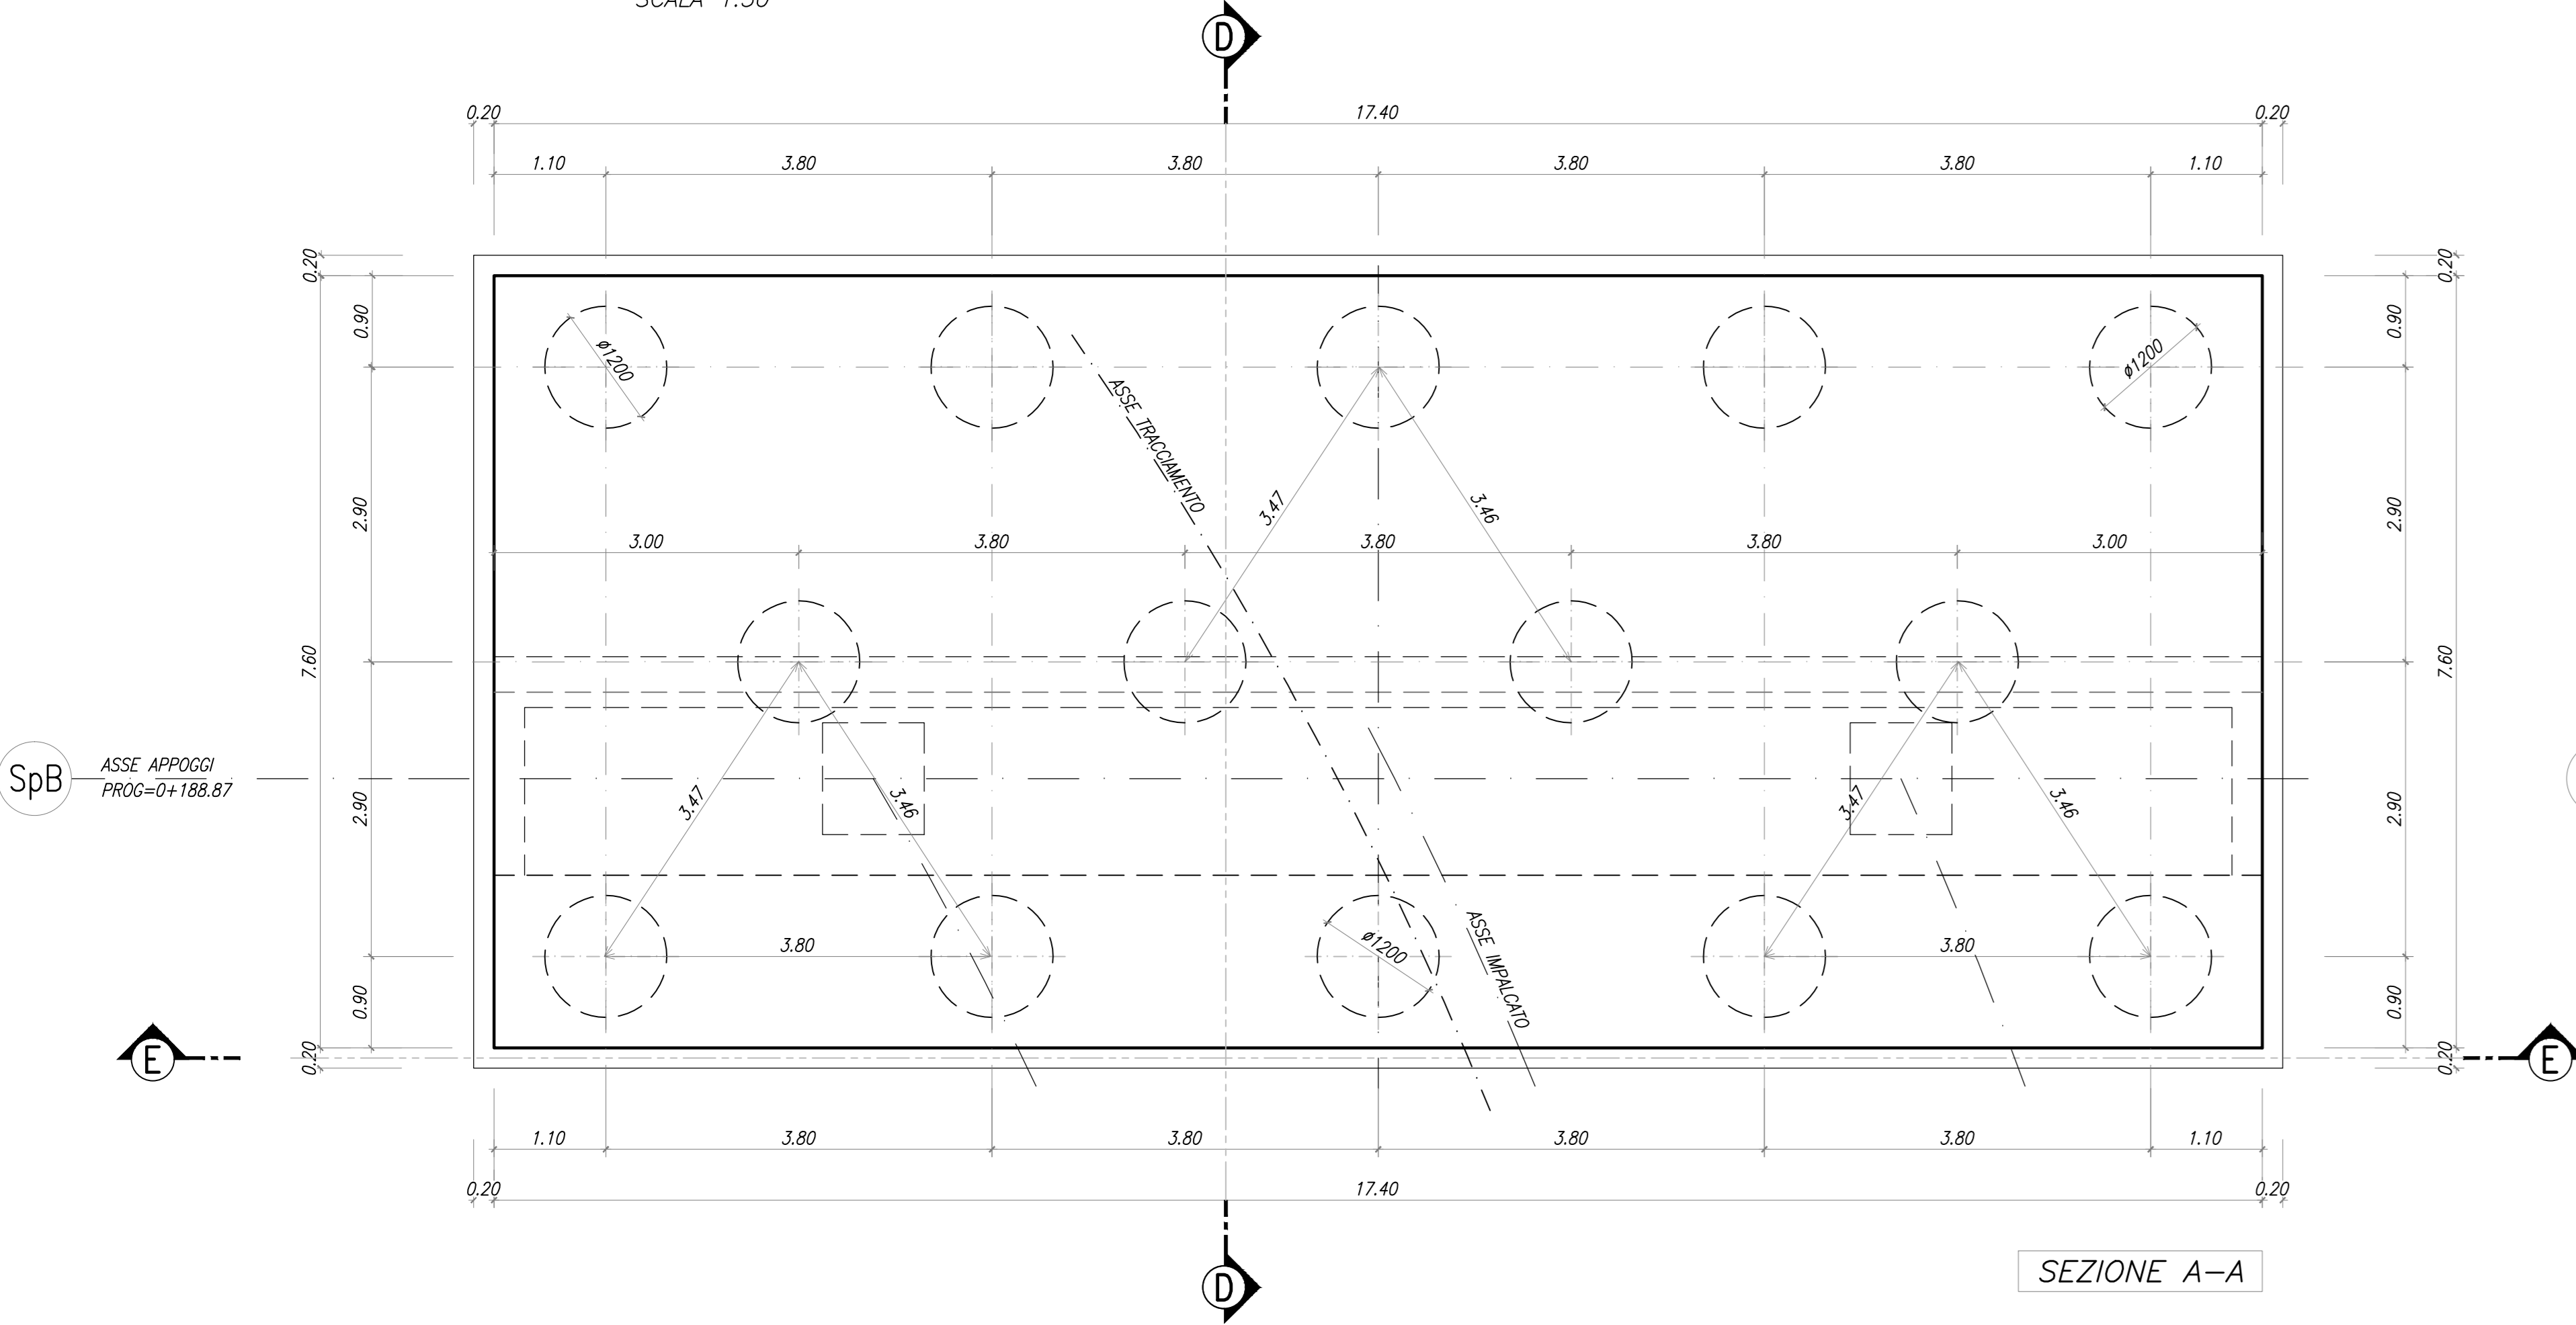 D
0.20 17.40 0.20
1.10 3.80 3.80 3.80 3.80 1.10
0.20 0.20
0.90 0.90
ø1200 ø1200
ASSE TRACCIAMENTO
2.90 3.47 3.46 2.90
3.00 3.80 3.80 3.80 3.00
7.60 7.60
SpB
ASSE APPOGGI
PROG=0+188.87
2.90 3.47 3.46 3.47 3.46 2.90
3.80 ø1200 3.80
ASSE IMPALCATO
0.90 0.90
0.20 0.20
E E
1.10 3.80 3.80 3.80 3.80 1.10
0.20 17.40 0.20
D
SEZIONE A-A